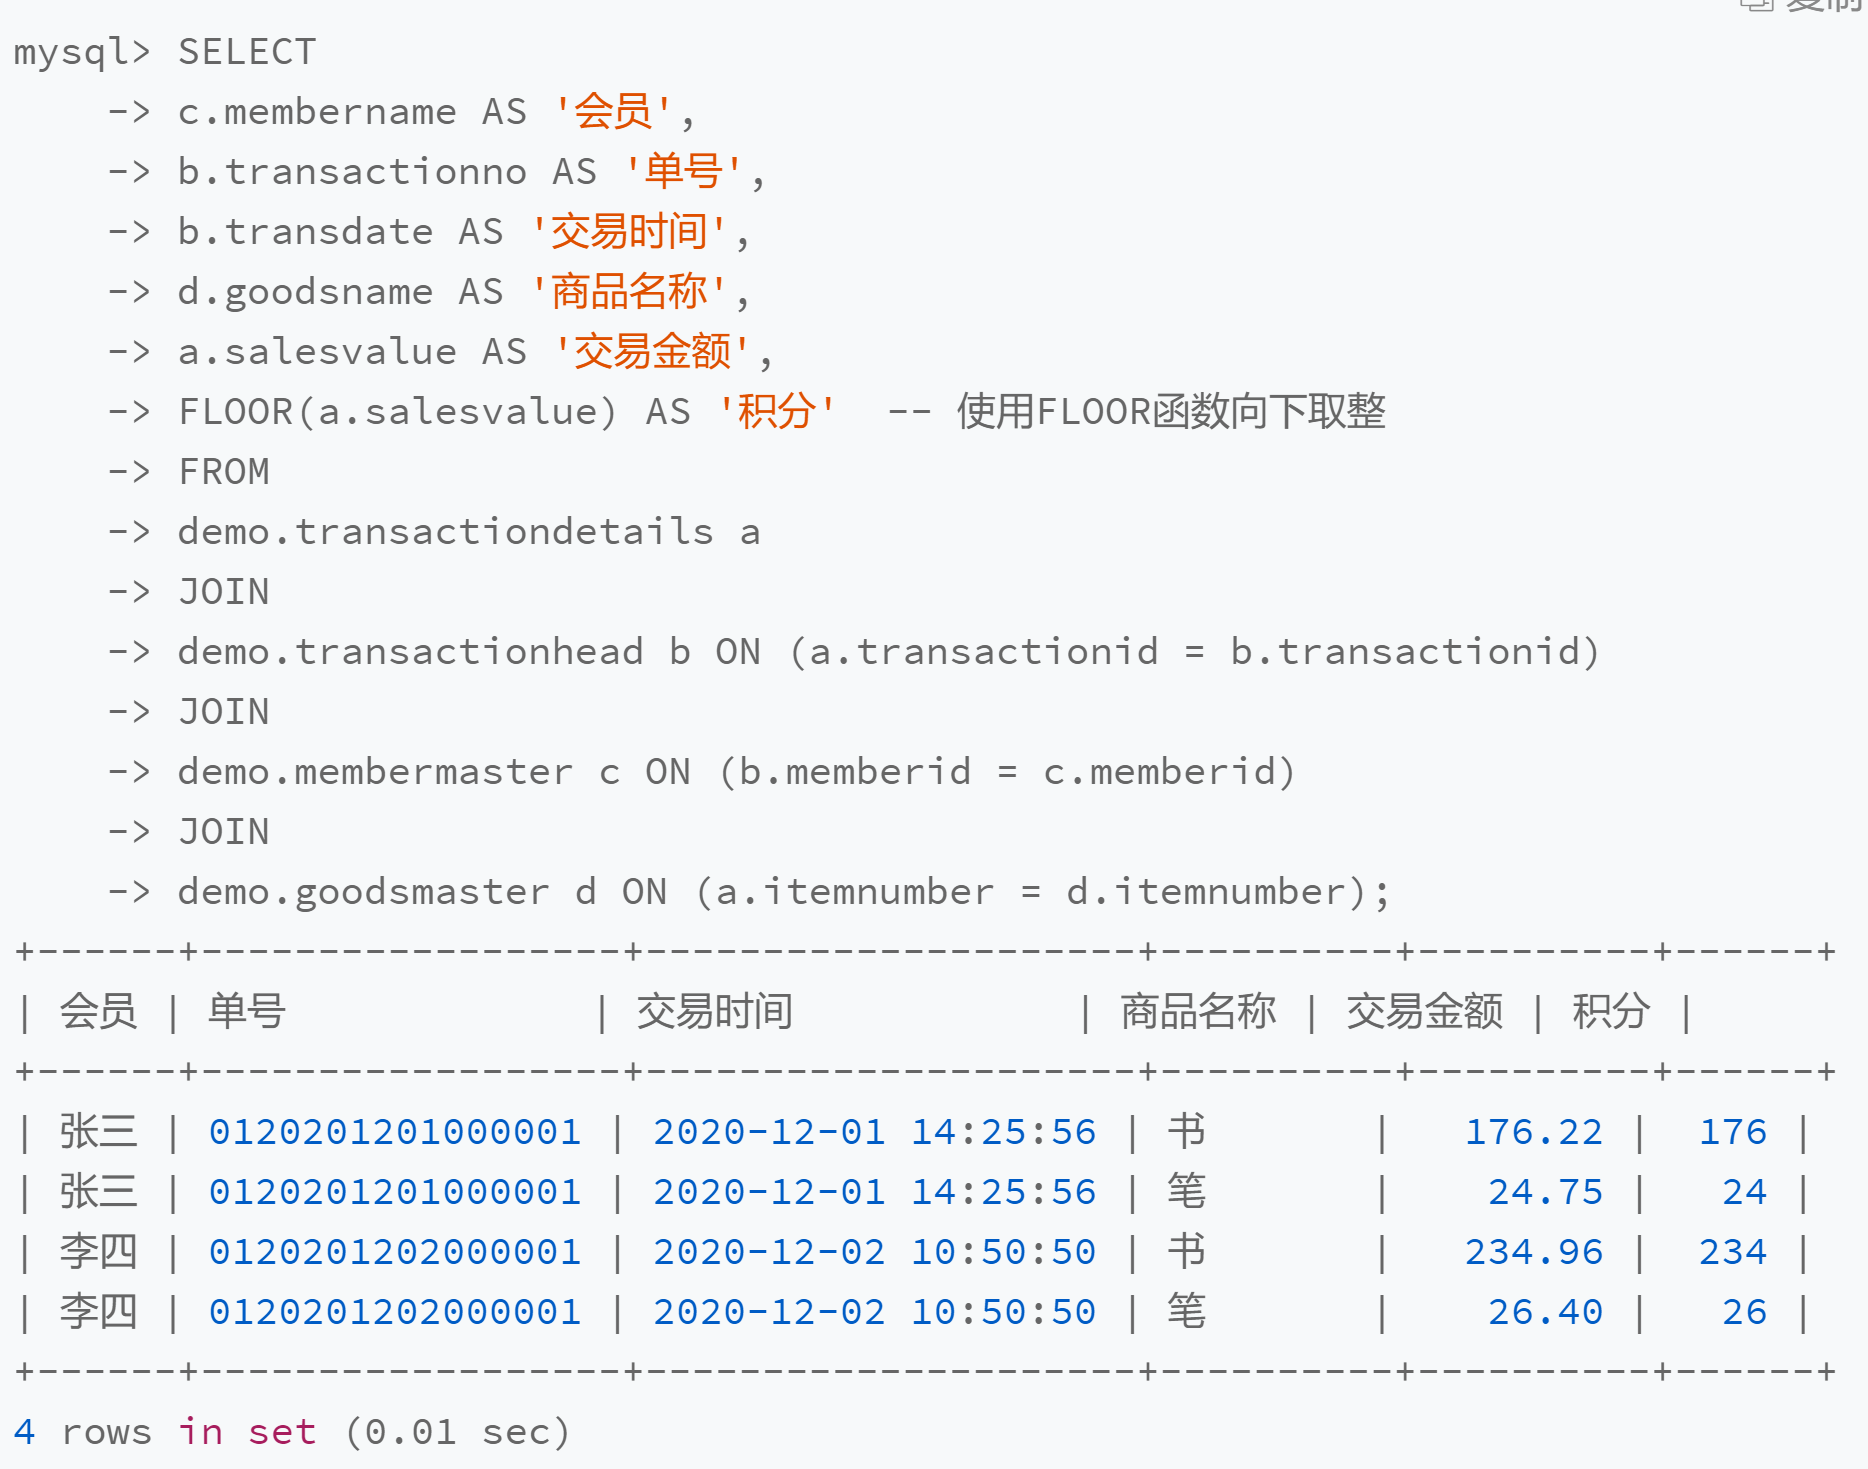 复制
mysql> SELECT
    -> c.membername AS '会员',
    -> b.transactionno AS '单号',
    -> b.transdate AS '交易时间',
    -> d.goodsname AS '商品名称',
    -> a.salesvalue AS '交易金额',
    -> FLOOR(a.salesvalue) AS '积分'  -- 使用FLOOR函数向下取整
    -> FROM
    -> demo.transactiondetails a
    -> JOIN
    -> demo.transactionhead b ON (a.transactionid = b.transactionid)
    -> JOIN
    -> demo.membermaster c ON (b.memberid = c.memberid)
    -> JOIN
    -> demo.goodsmaster d ON (a.itemnumber = d.itemnumber);
+------+------------------+---------------------+----------+----------+------+
| 会员 | 单号             | 交易时间            | 商品名称 | 交易金额 | 积分 |
+------+------------------+---------------------+----------+----------+------+
| 张三 | 0120201201000001 | 2020-12-01 14:25:56 | 书       |   176.22 |  176 |
| 张三 | 0120201201000001 | 2020-12-01 14:25:56 | 笔       |    24.75 |   24 |
| 李四 | 0120201202000001 | 2020-12-02 10:50:50 | 书       |   234.96 |  234 |
| 李四 | 0120201202000001 | 2020-12-02 10:50:50 | 笔       |    26.40 |   26 |
+------+------------------+---------------------+----------+----------+------+
4 rows in set (0.01 sec)